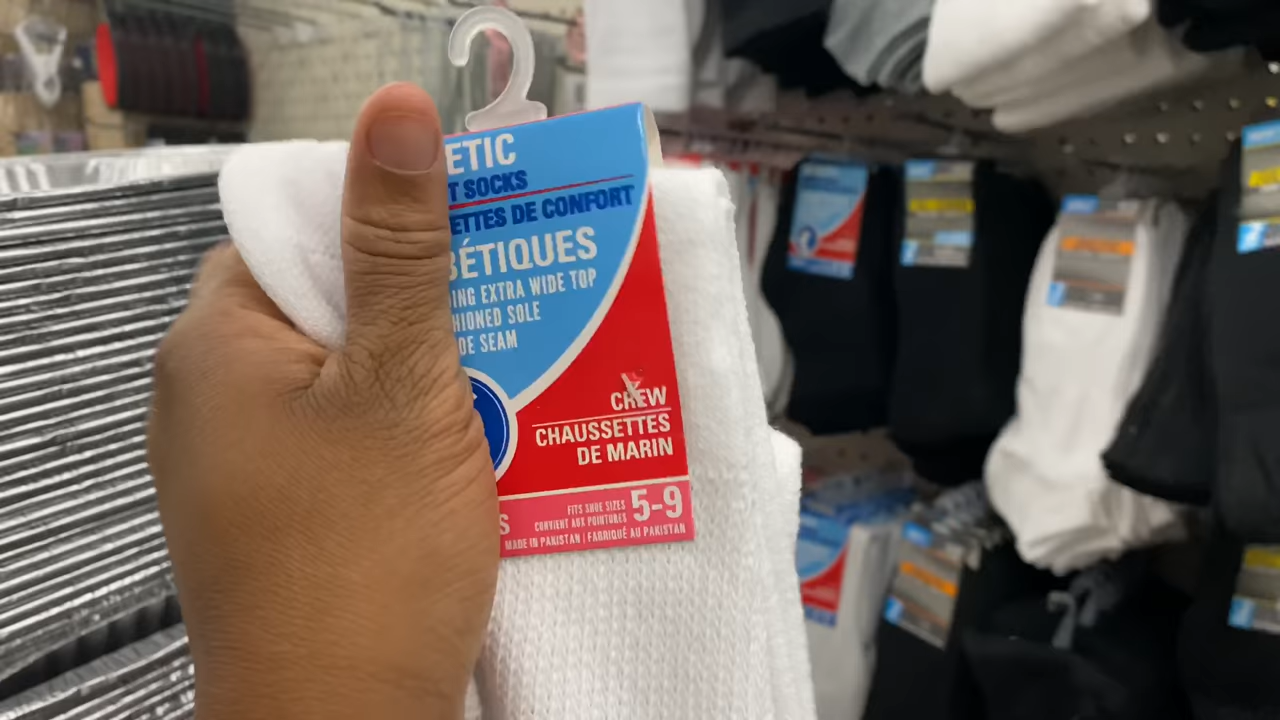 ETIC
T SOCKS
ETTES DE CONFORT
BÉTIQUES
ING EXTRA WIDE TOP
HIONED SOLE
DE SEAM
CREW
CHAUSSETTES
DE MARIN
S
FITS SHOE SIZES
CONVIENT AUX POINTURES
5-9
MADE IN PAKISTAN | FABRIQUÉ AU PAKISTAN